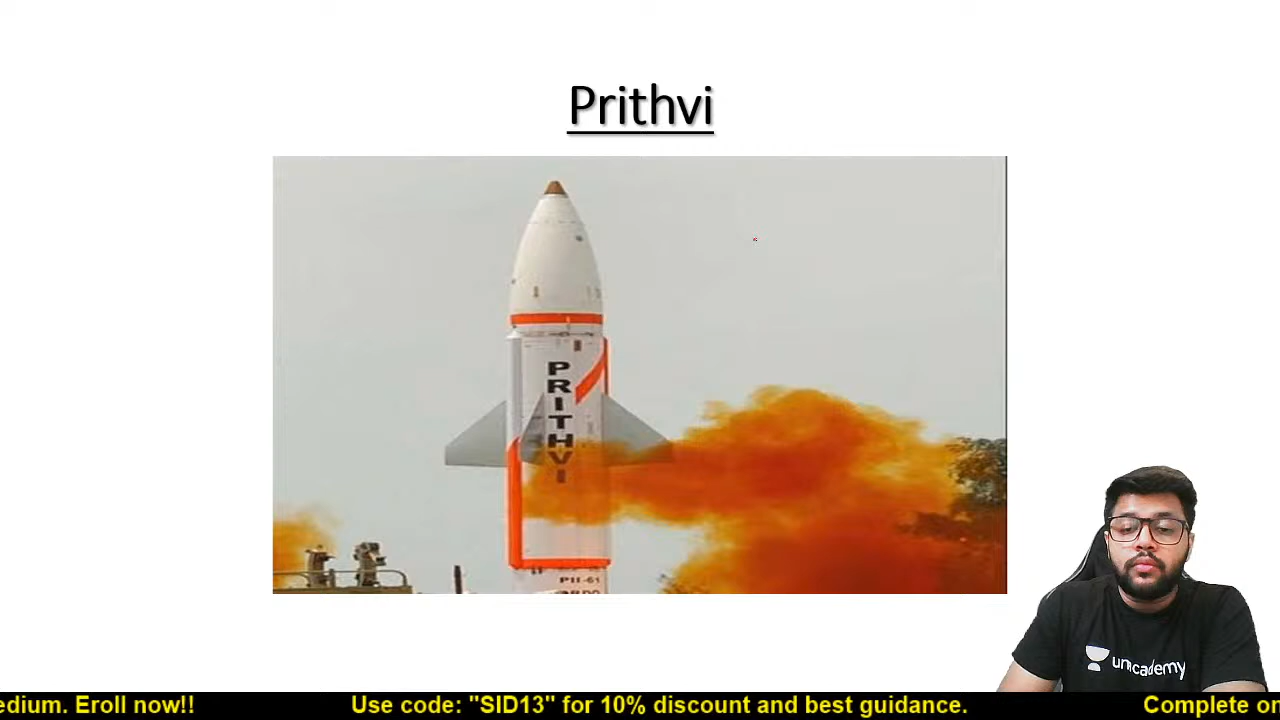 Prithvi
PRITHVI
PII-61
DRDO
unacademy
edium. Eroll now!!
Use code: "SID13" for 10% discount and best guidance.
Complete on